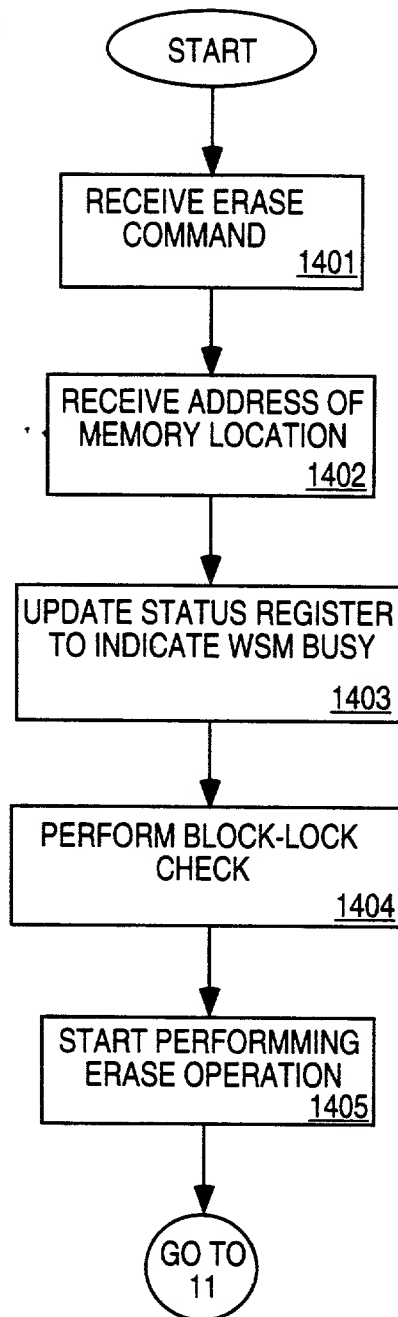 START
RECEIVE ERASE
COMMAND
1401
RECEIVE ADDRESS OF
MEMORY LOCATION
1402
UPDATE STATUS REGISTER
TO INDICATE WSM BUSY
1403
PERFORM BLOCK-LOCK
CHECK
1404
START PERFORMMING
ERASE OPERATION
1405
GO TO
11